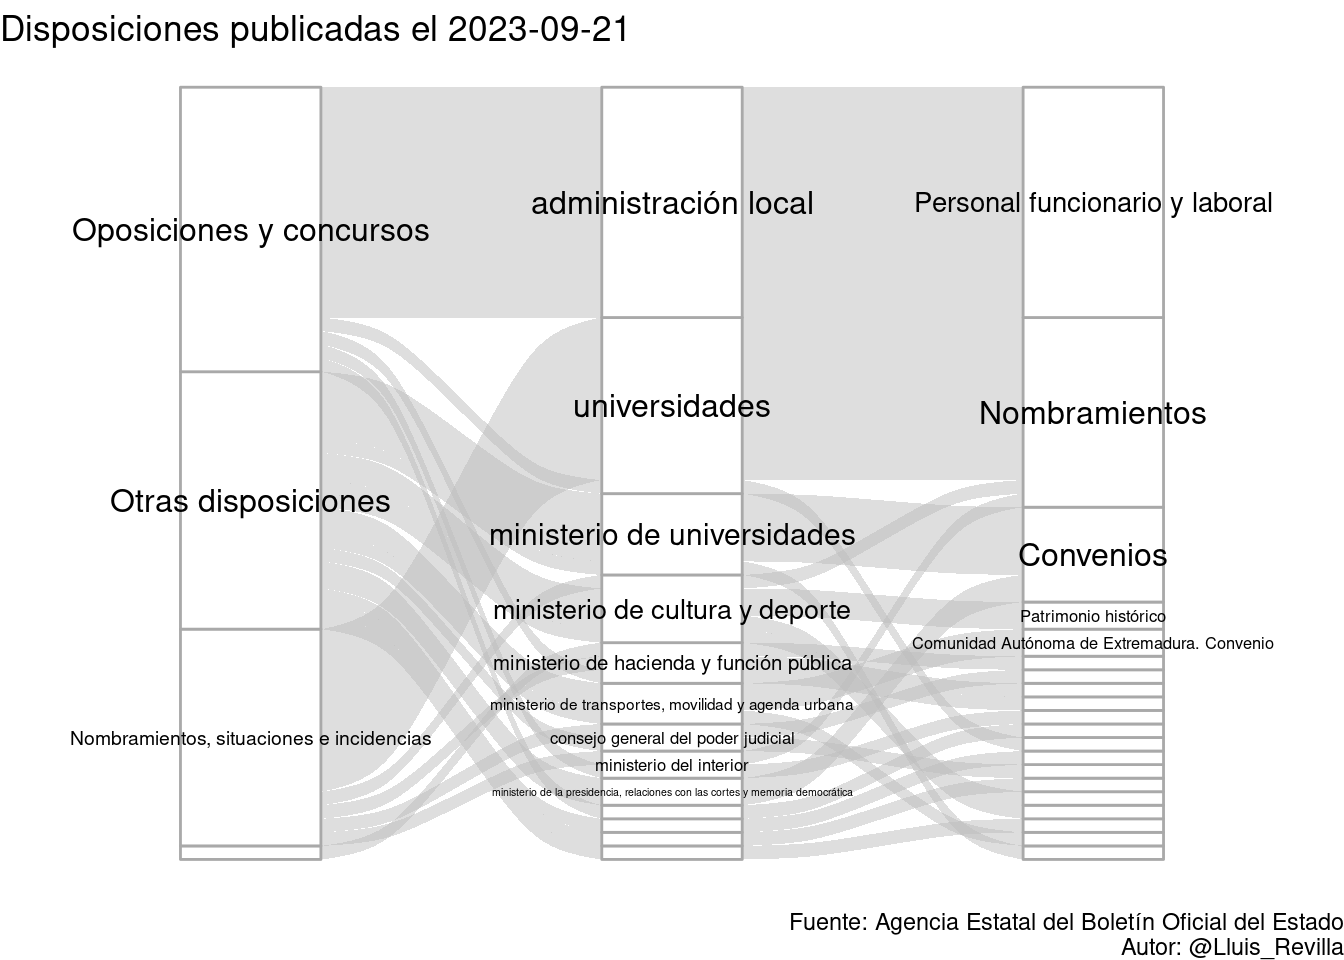 Disposiciones publicadas el 2023-09-21
Oposiciones y concursos
Otras disposiciones
Nombramientos, situaciones e incidencias
administración local
universidades
ministerio de universidades
ministerio de cultura y deporte
ministerio de hacienda y función pública
ministerio de transportes, movilidad y agenda urbana
consejo general del poder judicial
ministerio del interior
ministerio de la presidencia, relaciones con las cortes y memoria democrática
Personal funcionario y laboral
Nombramientos
Convenios
Patrimonio histórico
Comunidad Autónoma de Extremadura. Convenio
Fuente: Agencia Estatal del Boletín Oficial del Estado
Autor: @Lluis_Revilla